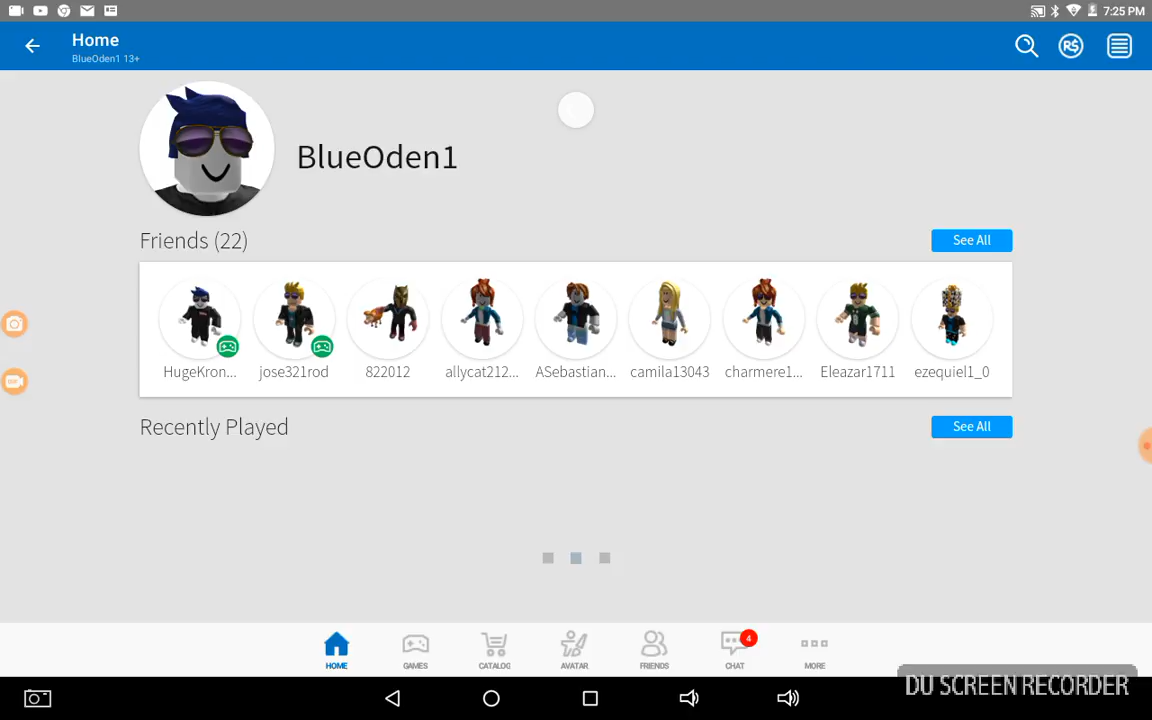 7:25 PM
Home
BlueOden1 13+
R$
BlueOden1
Friends (22)
See All
HugeKron...
jose321rod
822012
allycat212...
ASebastian...
camila13043
charmere1...
Eleazar1711
ezequiel1_0
Recently Played
See All
4
HOME
GAMES
CATALOG
AVATAR
FRIENDS
CHAT
MORE
DU SCREEN RECORDER